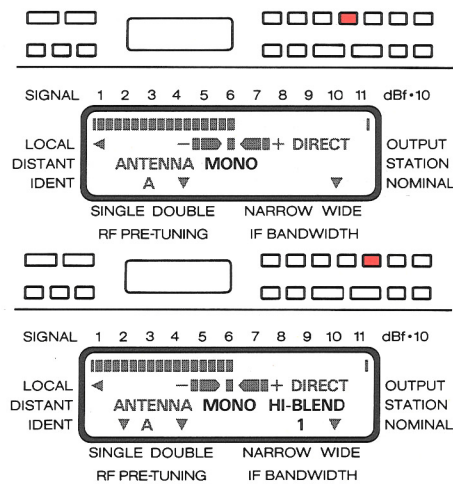 SIGNAL 1 2 3 4 5 6 7 8 9 10 11 dBf•10
LOCAL − + DIRECT OUTPUT
DISTANT ANTENNA MONO STATION
IDENT A NOMINAL
SINGLE DOUBLE NARROW WIDE
RF PRE-TUNING IF BANDWIDTH
SIGNAL 1 2 3 4 5 6 7 8 9 10 11 dBf•10
LOCAL − + DIRECT OUTPUT
DISTANT ANTENNA MONO HI-BLEND STATION
IDENT A 1 NOMINAL
SINGLE DOUBLE NARROW WIDE
RF PRE-TUNING IF BANDWIDTH